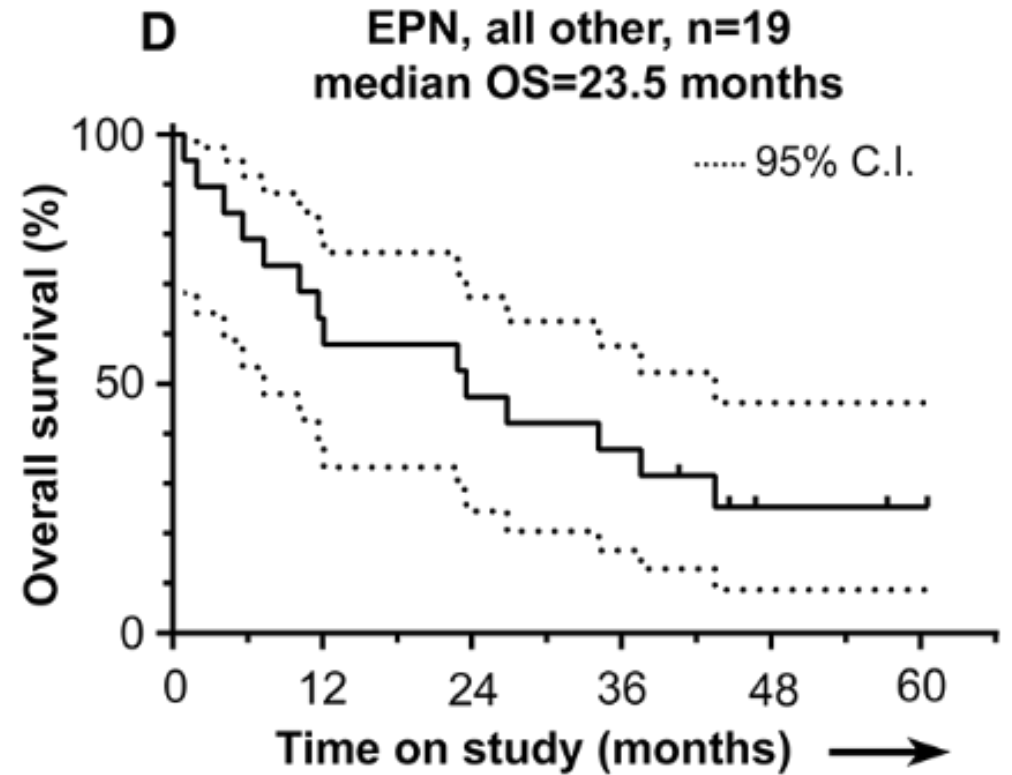 D
EPN, all other, n=19
median OS=23.5 months
95% C.I.
Overall survival (%)
100
50
0
0 12 24 36 48 60
Time on study (months)